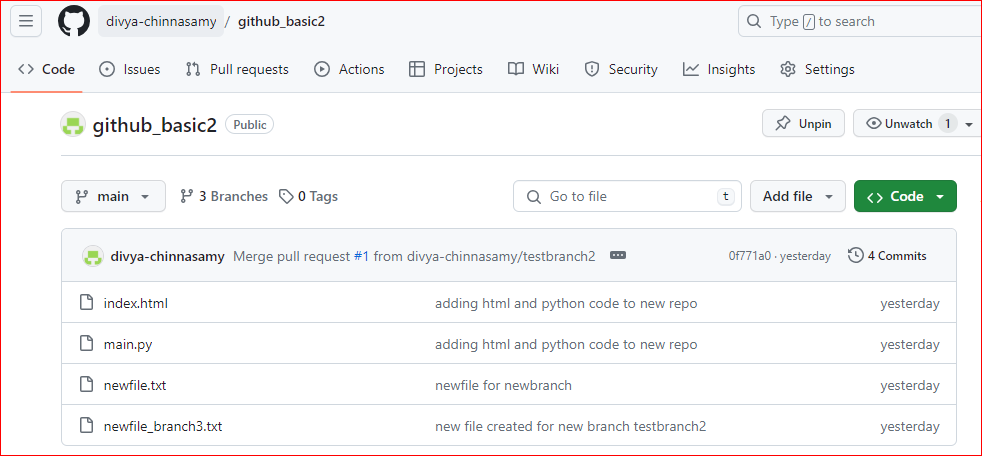 divya-chinnasamy / github_basic2 Type / to search
Code Issues Pull requests Actions Projects Wiki Security Insights Settings
github_basic2 Public Unpin Unwatch 1
main 3 Branches 0 Tags Go to file t Add file Code
divya-chinnasamy Merge pull request #1 from divya-chinnasamy/testbranch2 0f771a0 · yesterday 4 Commits
index.html adding html and python code to new repo yesterday
main.py adding html and python code to new repo yesterday
newfile.txt newfile for newbranch yesterday
newfile_branch3.txt new file created for new branch testbranch2 yesterday